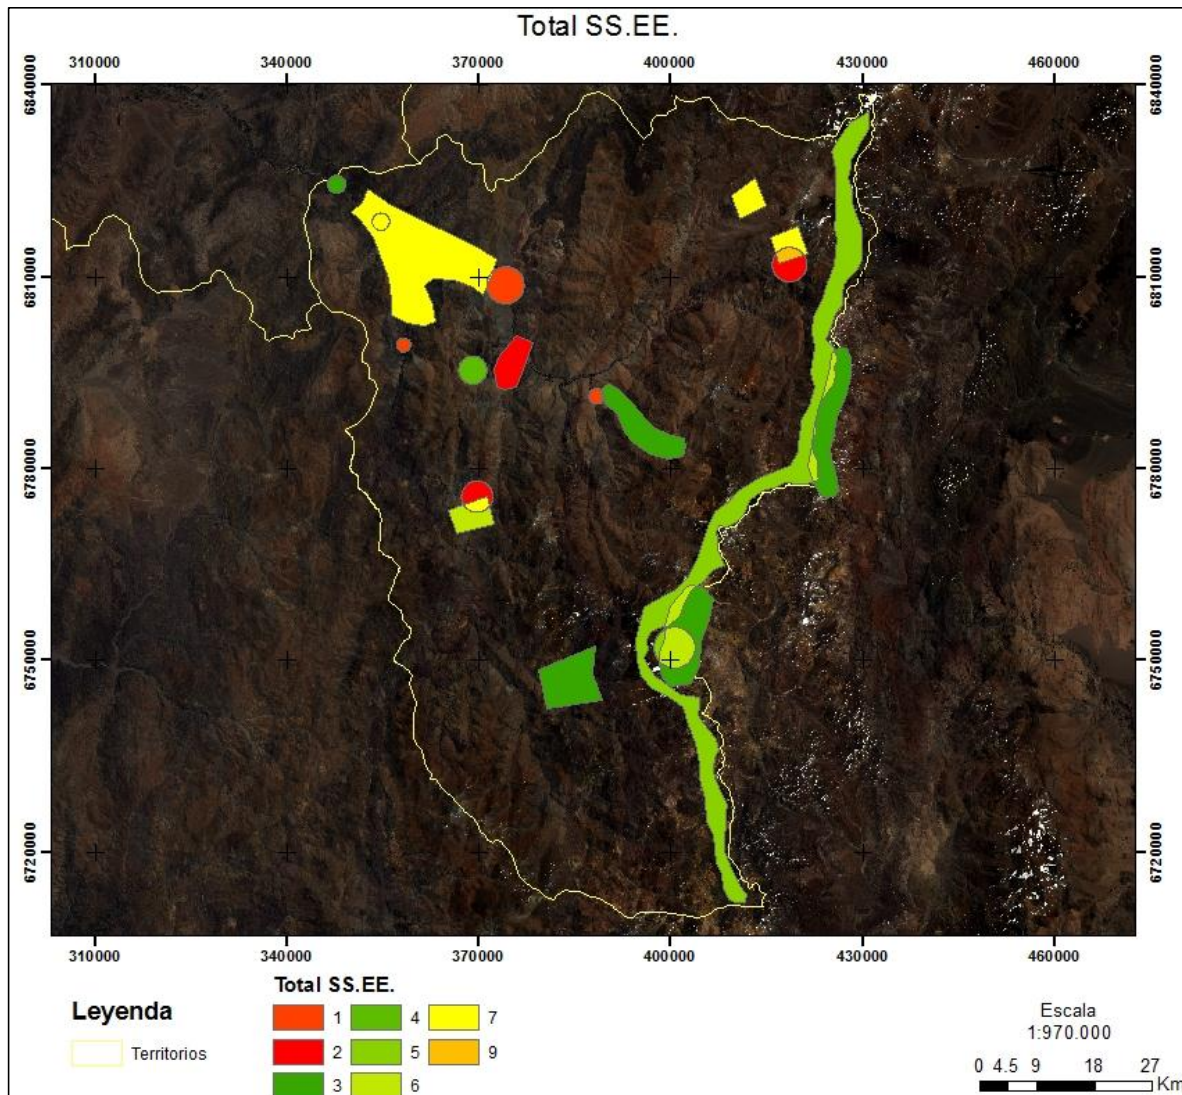 Total SS.EE.
310000 340000 370000 400000 430000 460000
6840000 6840000
6810000 6810000
6780000 6780000
6750000 6750000
6720000 6720000
310000 340000 370000 400000 430000 460000
Leyenda
Territorios
Total SS.EE.
1 4 7
2 5 9
3 6
Escala
1:970.000
0 4.5 9 18 27
Km